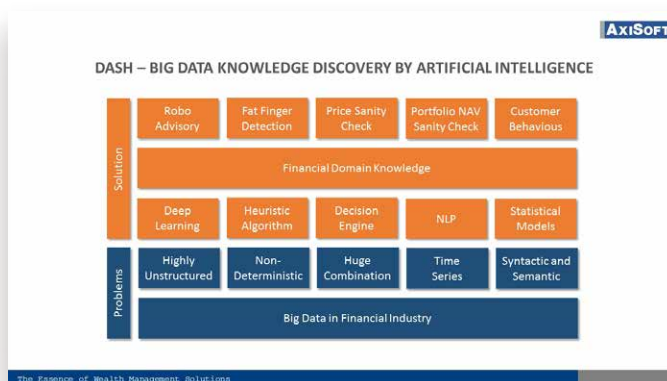 AXISOFT
DASH – BIG DATA KNOWLEDGE DISCOVERY BY ARTIFICIAL INTELLIGENCE
Solution
Robo
Advisory
Fat Finger
Detection
Price Sanity
Check
Portfolio NAV
Sanity Check
Customer
Behavious
Financial Domain Knowledge
Deep
Learning
Heuristic
Algorithm
Decision
Engine
NLP
Statistical
Models
Problems
Highly
Unstructured
Non-
Deterministic
Huge
Combination
Time
Series
Syntactic and
Semantic
Big Data in Financial Industry
The Essence of Wealth Management Solutions